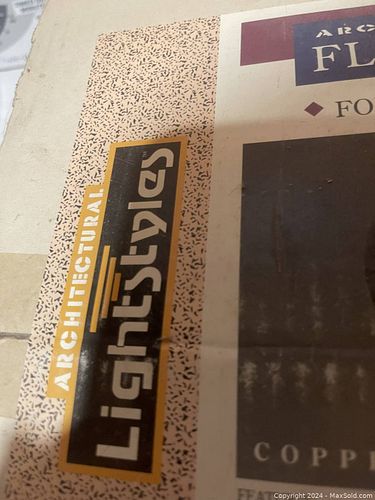 ARCHITECTURAL
LightStyles
ARC
FL
FO
COPP
Copyright 2024 - MaxSold.com